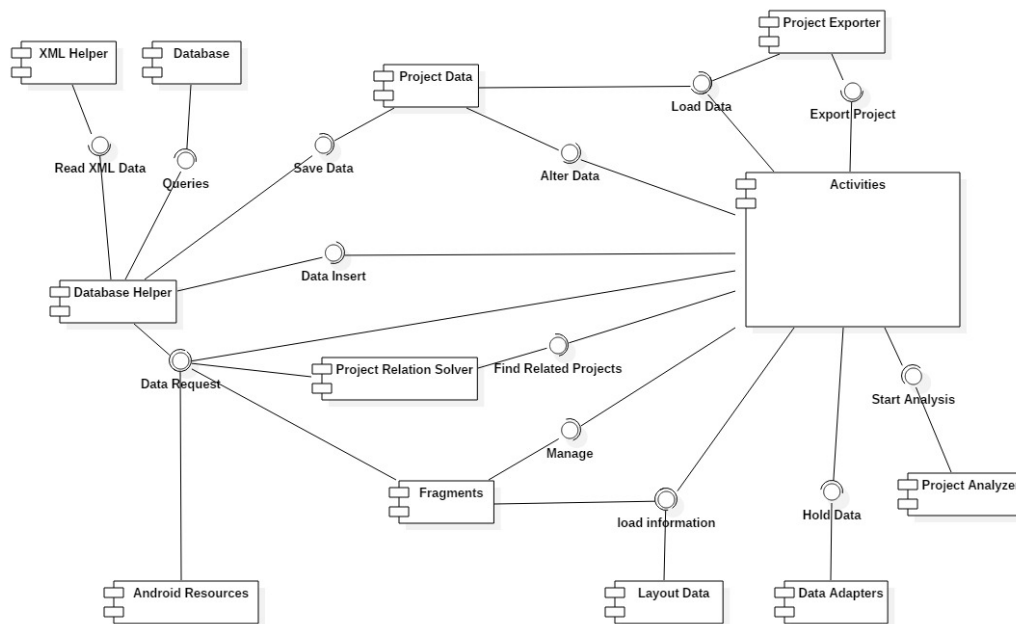 Project Exporter
XML Helper
Database
Project Data
Load Data
Export Project
Read XML Data
Queries
Save Data
Alter Data
Activities
Data Insert
Database Helper
Project Relation Solver
Find Related Projects
Data Request
Start Analysis
Manage
Fragments
Project Analyzer
load information
Hold Data
Android Resources
Layout Data
Data Adapters